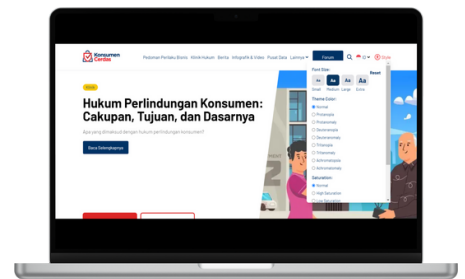 Konsumen
Cerdas
Pedoman Perilaku Bisnis Klinik Hukum Berita Infografik & Video Pusat Data Lainnya Forum
Font Size:
Reset
Aa Aa Aa Aa
Small Medium Large Extra
Theme Color:
Normal
Protanopia
Protanomaly
Deuteranopia
Deuteranomaly
Tritanopia
Tritanomaly
Achromatopsia
Achromatomaly
Saturation:
Normal
High Saturation
Low Saturation
Hukum Perlindungan Konsumen:
Cakupan, Tujuan, dan Dasarnya
Apa yang dimaksud dengan hukum perlindungan konsumen?
Baca Selengkapnya